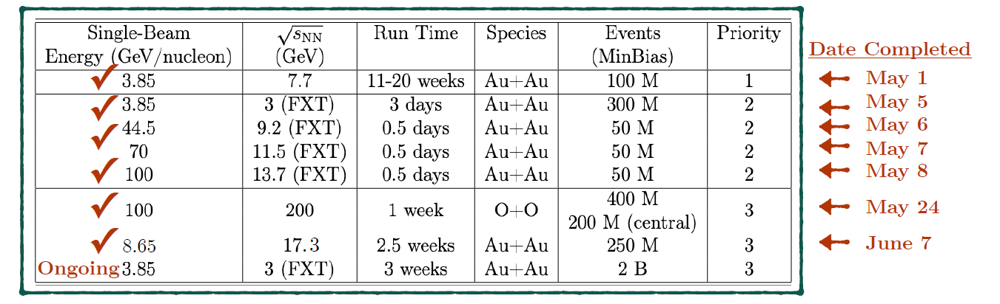 Single-Beam Energy (GeV/nucleon) √sNN (GeV) Run Time Species Events (MinBias) Priority Date Completed
✓ 3.85 7.7 11-20 weeks Au+Au 100 M 1 May 1
✓ 3.85 3 (FXT) 3 days Au+Au 300 M 2 May 5
✓ 44.5 9.2 (FXT) 0.5 days Au+Au 50 M 2 May 6
70 11.5 (FXT) 0.5 days Au+Au 50 M 2 May 7
✓ 100 13.7 (FXT) 0.5 days Au+Au 50 M 2 May 8
✓ 100 200 1 week O+O 400 M 200 M (central) 3 May 24
✓ 8.65 17.3 2.5 weeks Au+Au 250 M 3 June 7
Ongoing 3.85 3 (FXT) 3 weeks Au+Au 2 B 3